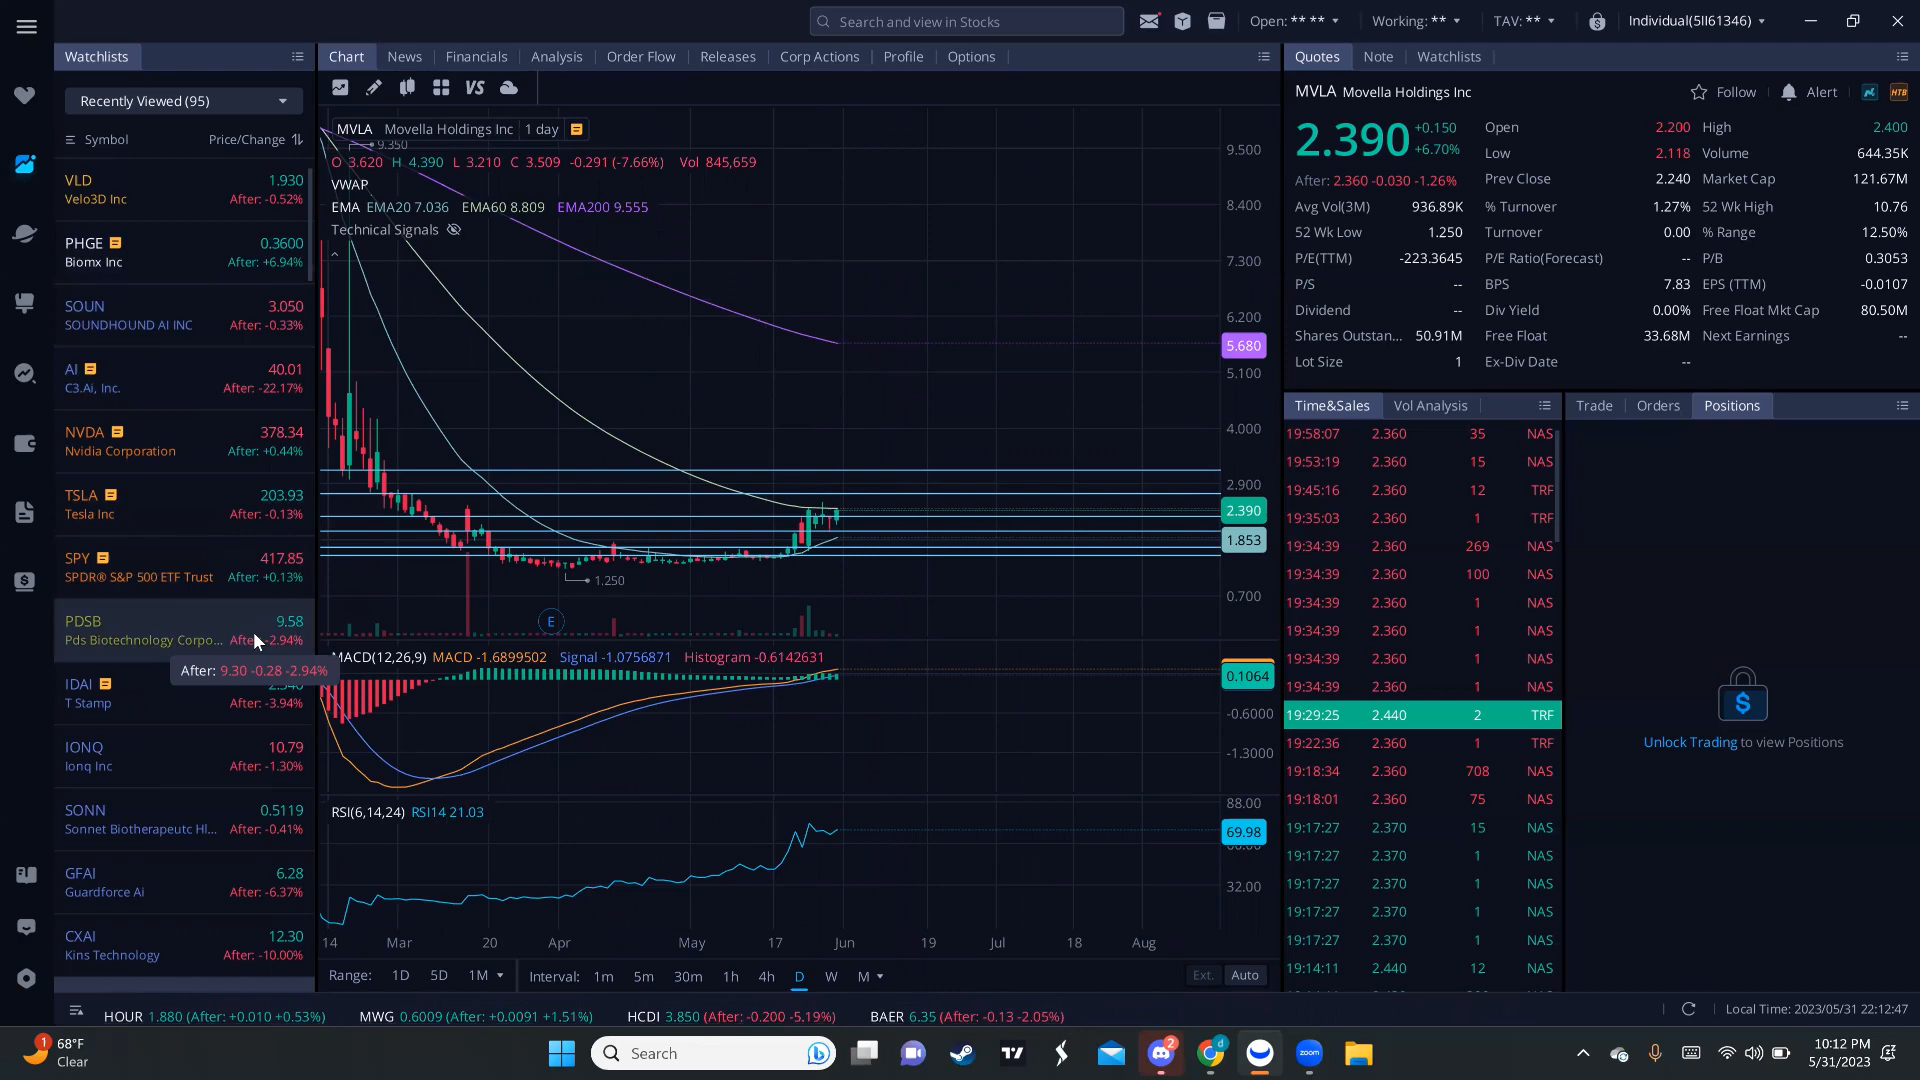 Search and view in Stocks
Open: ** **
Working: **
TAV: **
Individual(5II61346)
Watchlists
Recently Viewed (95)
Symbol
Price/Change
VLD 1.930
Velo3D Inc After: -0.52%
PHGE 0.3600
Biomx Inc After: +6.94%
SOUN 3.050
SOUNDHOUND AI INC After: -0.33%
AI 40.01
C3.Ai, Inc. After: -22.17%
NVDA 378.34
Nvidia Corporation After: +0.44%
TSLA 203.93
Tesla Inc After: -0.13%
SPY 417.85
SPDR® S&P 500 ETF Trust After: +0.13%
PDSB 9.58
Pds Biotechnology Corpo... After: -2.94%
After: 9.30 -0.28 -2.94%
IDAI
T Stamp After: -3.94%
IONQ 10.79
Ionq Inc After: -1.30%
SONN 0.5119
Sonnet Biotherapeutc Hl... After: -0.41%
GFAI 6.28
Guardforce Ai After: -6.37%
CXAI 12.30
Kins Technology After: -10.00%
Chart News Financials Analysis Order Flow Releases Corp Actions Profile Options
VS
MVLA Movella Holdings Inc 1 day
9.350
O 3.620 H 4.390 L 3.210 C 3.509 -0.291 (-7.66%) Vol 845,659
VWAP
EMA EMA20 7.036 EMA60 8.809 EMA200 9.555
Technical Signals
9.500
8.400
7.300
6.200
5.680
5.100
4.000
2.900
2.390
1.853
1.250
0.700
E
MACD(12,26,9) MACD -1.6899502 Signal -1.0756871 Histogram -0.6142631
0.1064
-0.6000
-1.3000
RSI(6,14,24) RSI14 21.03
88.00
69.98
32.00
14 Mar 20 Apr May 17 Jun 19 Jul 18 Aug
Range: 1D 5D 1M Interval: 1m 5m 30m 1h 4h D W M
Ext. Auto
Quotes Note Watchlists
MVLA Movella Holdings Inc
Follow Alert
HTB
2.390 +0.150
+6.70%
After: 2.360 -0.030 -1.26%
Open 2.200 High 2.400
Low 2.118 Volume 644.35K
Prev Close 2.240 Market Cap 121.67M
Avg Vol(3M) 936.89K % Turnover 1.27% 52 Wk High 10.76
52 Wk Low 1.250 Turnover 0.00 % Range 12.50%
P/E(TTM) -223.3645 P/E Ratio(Forecast) -- P/B 0.3053
P/S -- BPS 7.83 EPS (TTM) -0.0107
Dividend -- Div Yield 0.00% Free Float Mkt Cap 80.50M
Shares Outstan... 50.91M Free Float 33.68M Next Earnings --
Lot Size 1 Ex-Div Date --
Time&Sales Vol Analysis
19:58:07 2.360 35 NAS
19:53:19 2.360 15 NAS
19:45:16 2.360 12 TRF
19:35:03 2.360 1 TRF
19:34:39 2.360 269 NAS
19:34:39 2.360 100 NAS
19:34:39 2.360 1 NAS
19:34:39 2.360 1 NAS
19:34:39 2.360 1 NAS
19:34:39 2.360 1 NAS
19:29:25 2.440 2 TRF
19:22:36 2.360 1 TRF
19:18:34 2.360 708 NAS
19:18:01 2.360 75 NAS
19:17:27 2.370 15 NAS
19:17:27 2.370 1 NAS
19:17:27 2.370 1 NAS
19:17:27 2.370 1 NAS
19:17:27 2.370 1 NAS
19:14:11 2.440 12 NAS
Trade Orders Positions
Unlock Trading to view Positions
HOUR 1.880 (After: +0.010 +0.53%)
MWG 0.6009 (After: +0.0091 +1.51%)
HCDI 3.850 (After: -0.200 -5.19%)
BAER 6.35 (After: -0.13 -2.05%)
Local Time: 2023/05/31 22:12:47
1
68°F
Clear
Search
2
zoom
10:12 PM
5/31/2023